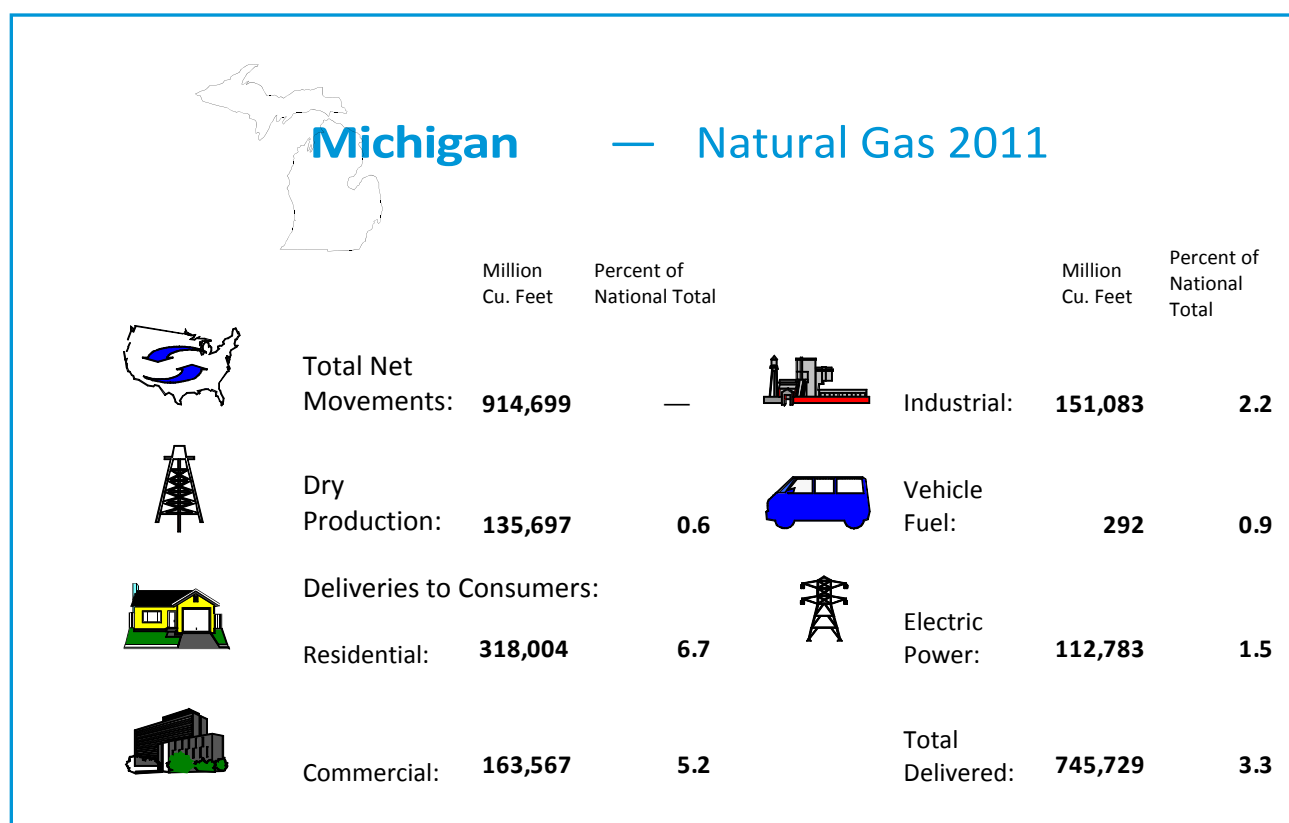 Michigan — Natural Gas 2011
Million
Cu. Feet
Percent of
National Total
Total Net
Movements: 914,699 —
Dry
Production: 135,697 0.6
Deliveries to Consumers:
Residential: 318,004 6.7
Commercial: 163,567 5.2
Million
Cu. Feet
Percent of
National
Total
Industrial: 151,083 2.2
Vehicle
Fuel: 292 0.9
Electric
Power: 112,783 1.5
Total
Delivered: 745,729 3.3